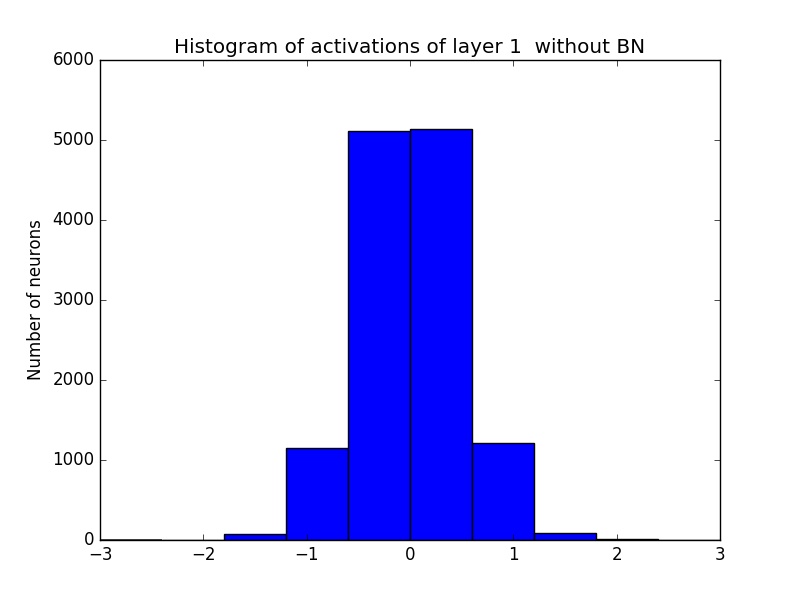 Histogram of activations of layer 1  without BN
6000
5000
4000
3000
2000
1000
0
Number of neurons
−3 −2 −1 0 1 2 3